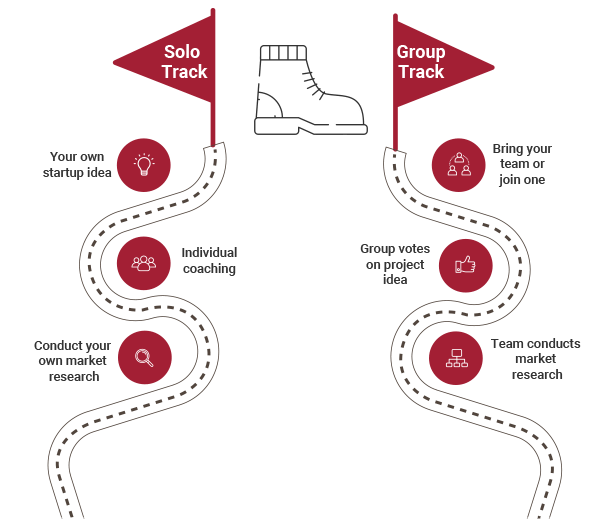 Solo
Track
Your own
startup idea
Individual
coaching
Conduct your
own market
research
Group
Track
Bring your
team or
join one
Group votes
on project
idea
Team conducts
market
research